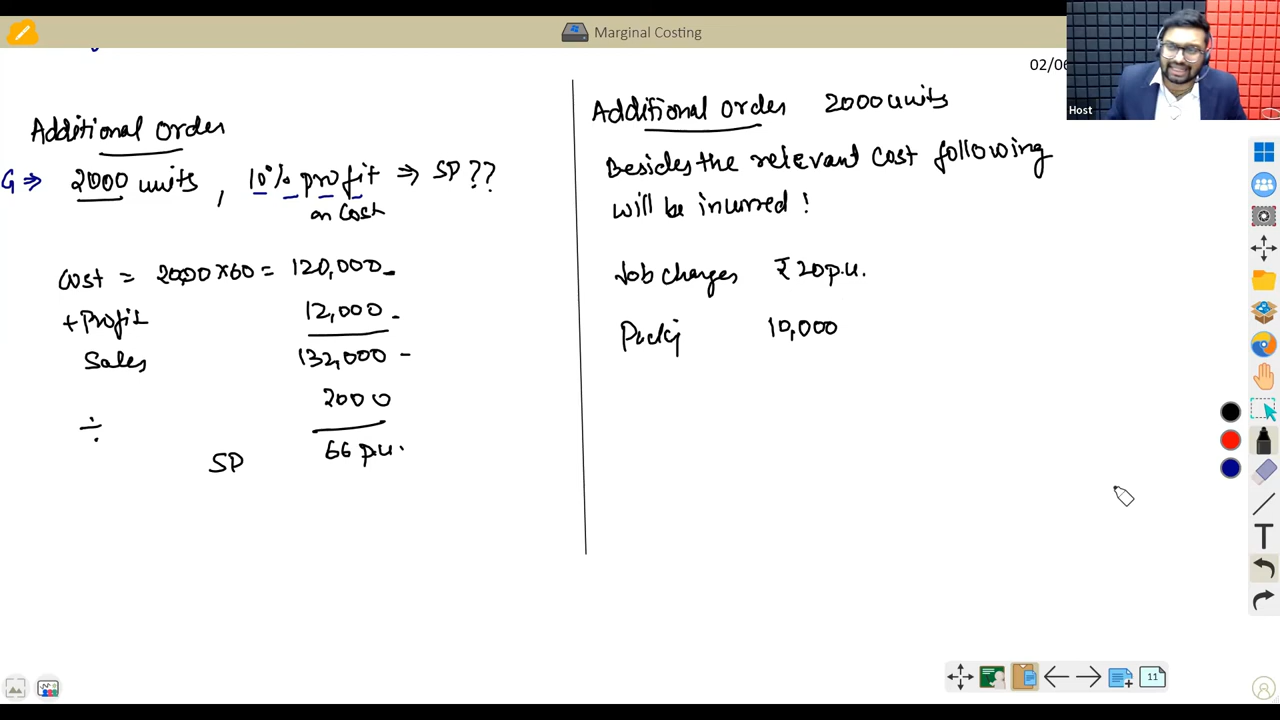 Marginal Costing
02/06
Host
Additional Order
G ⇒ 2000 units , 10% profit ⇒ SP??
on Cost
Cost = 2000 × 60 = 120,000
+ Profit 12,000
Sales 132,000
÷ 2000
SP 66 p.u.
Additional Order 2000 units
Besides the relevant Cost following
will be incurred !
Job charges ₹ 20 p.u.
10,000
T
11